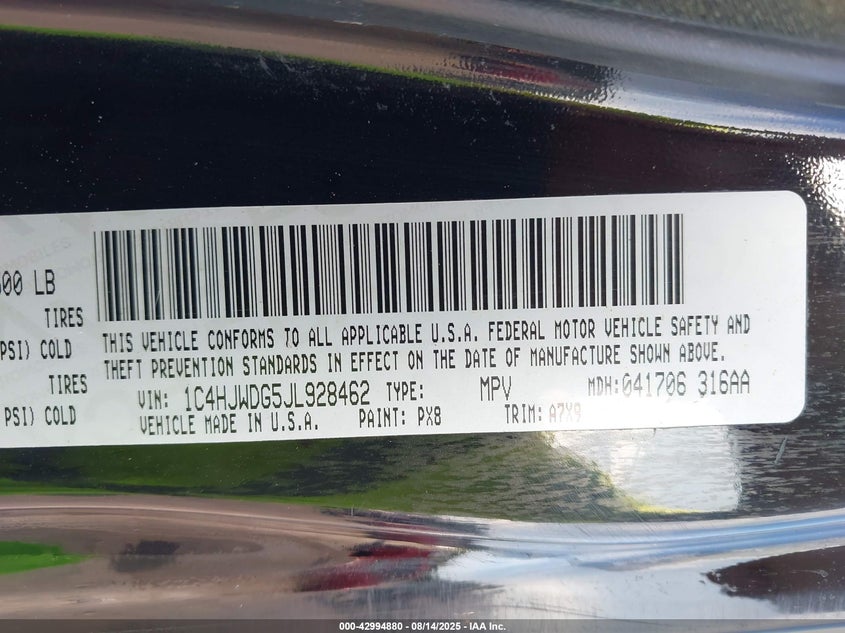 600 LB
TIRES
PSI) COLD
TIRES
PSI) COLD
THIS VEHICLE CONFORMS TO ALL APPLICABLE U.S.A. FEDERAL MOTOR VEHICLE SAFETY AND
THEFT PREVENTION STANDARDS IN EFFECT ON THE DATE OF MANUFACTURE SHOWN ABOVE.
VIN: 1C4HJWDG5JL928462 TYPE: MPV MDH:041706 316AA
VEHICLE MADE IN U.S.A. PAINT: PX8 TRIM: A7X9
000-42994880 - 08/14/2025 - IAA Inc.